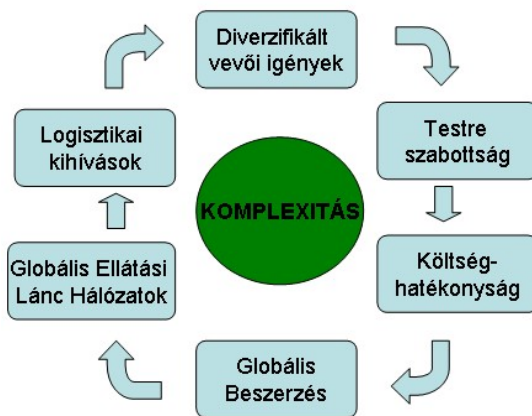 Diverzifikált
vevői igények
Testre
szabottság
Költség-
hatékonyság
Globális
Beszerzés
Globális Ellátási
Lánc Hálózatok
Logisztikai
kihívások
KOMPLEXITÁS